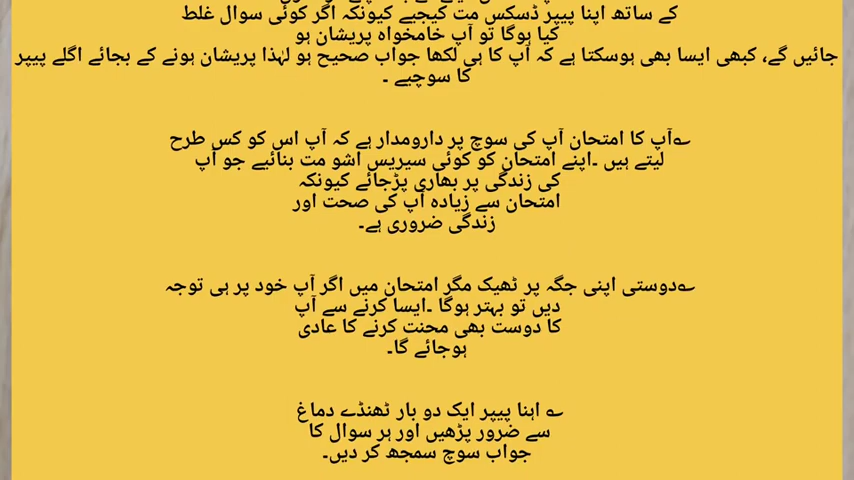 کے ساتھ اپنا پیپر ڈسکس مت کیجیے کیونکہ اگر کوئی سوال غلط
کیا ہوگا تو آپ خامخواہ پریشان ہو
جائیں گے، کبھی ایسا بھی ہوسکتا ہے کہ آپ کا ہی لکھا جواب صحیح ہو لہٰذا پریشان ہونے کے بجائے اگلے پیپر
کا سوچیے ۔
؎آپ کا امتحان آپ کی سوچ پر دارومدار ہے کہ آپ اس کو کس طرح
لیتے ہیں ۔اپنے امتحان کو کوئی سیریس اشو مت بنائیے جو آپ
کی زندگی پر بھاری پڑجائے کیونکہ
امتحان سے زیادہ آپ کی صحت اور
زندگی ضروری ہے۔
؎دوستی اپنی جگہ پر ٹھیک مگر امتحان میں اگر آپ خود پر ہی توجہ
دیں تو بہتر ہوگا ۔ایسا کرنے سے آپ
کا دوست بھی محنت کرنے کا عادی
ہوجائے گا۔
؎ اہنا پیپر ایک دو بار ٹھنڈے دماغ
سے ضرور پڑھیں اور ہر سوال کا
جواب سوچ سمجھ کر دیں۔